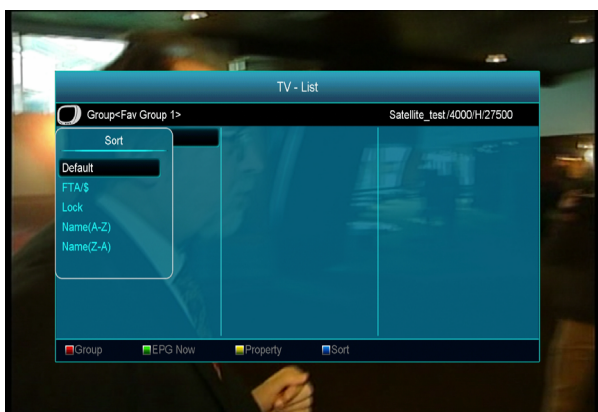 TV - List
Group<Fav Group 1> Satellite_test/4000/H/27500
Sort
Default
FTA/$
Lock
Name(A-Z)
Name(Z-A)
Group EPG Now Property Sort